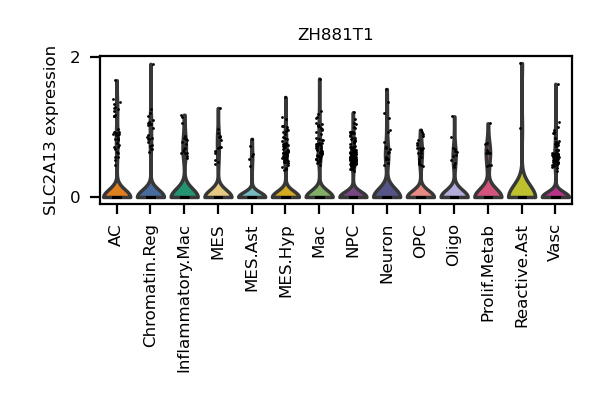 ZH881T1
SLC2A13 expression
2
0
AC
Chromatin.Reg
Inflammatory.Mac
MES
MES.Ast
MES.Hyp
Mac
NPC
Neuron
OPC
Oligo
Prolif.Metab
Reactive.Ast
Vasc